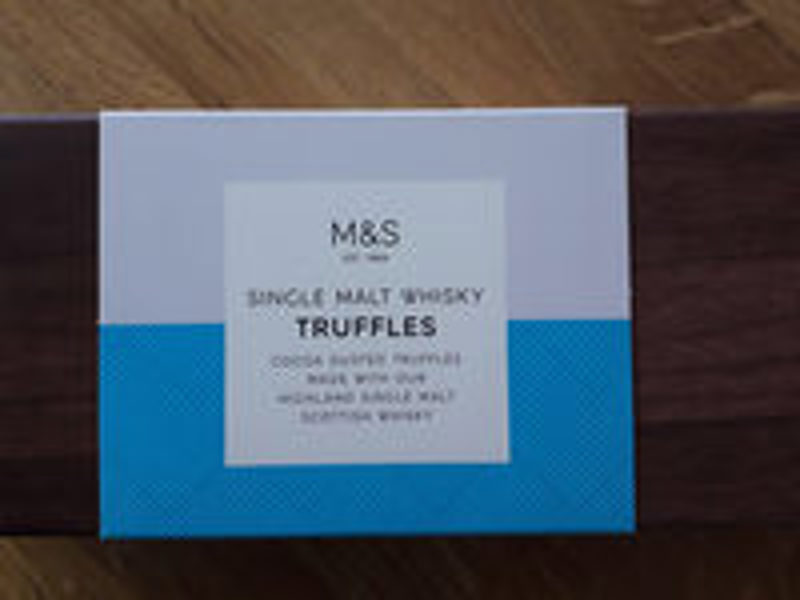 M&S
EST. 1884
SINGLE MALT WHISKY
TRUFFLES
COCOA DUSTED TRUFFLES
MADE WITH OUR
HIGHLAND SINGLE MALT
SCOTTISH WHISKY